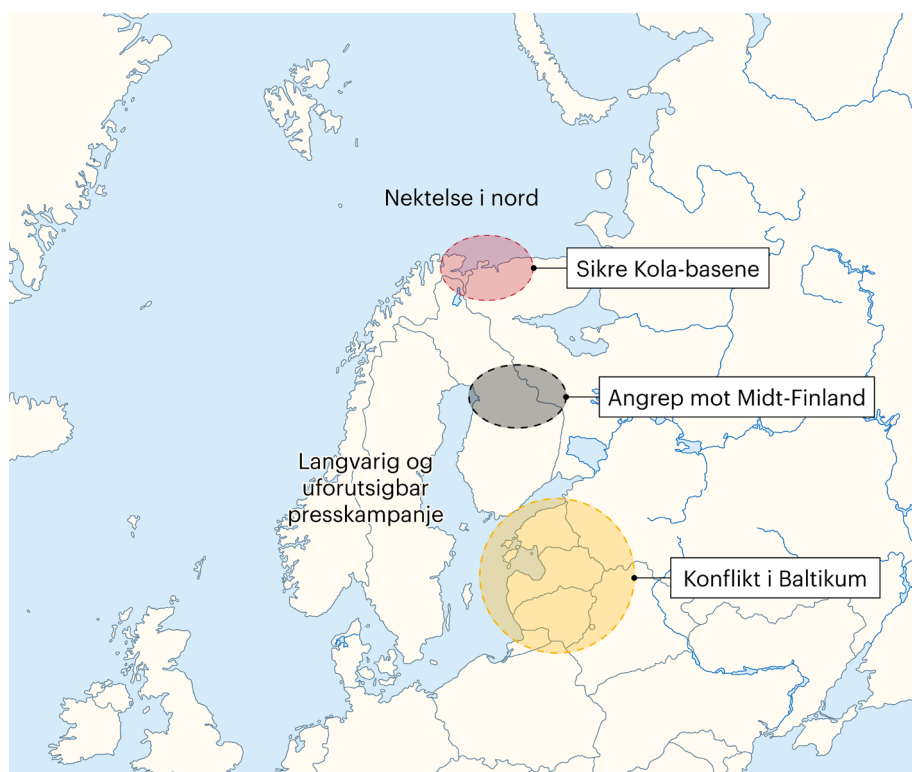 Nektelse i nord
Sikre Kola-basene
Angrep mot Midt-Finland
Langvarig og
uforutsigbar
presskampanje
Konflikt i Baltikum